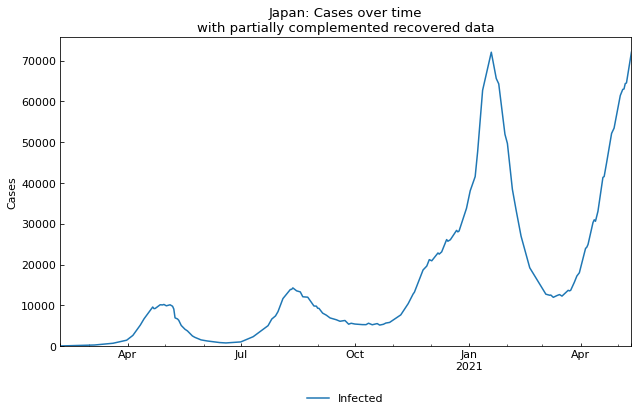 Japan: Cases over time
with partially complemented recovered data
70000
60000
50000
40000
30000
20000
10000
0
Cases
Apr
Jul
Oct
Jan
2021
Apr
Infected